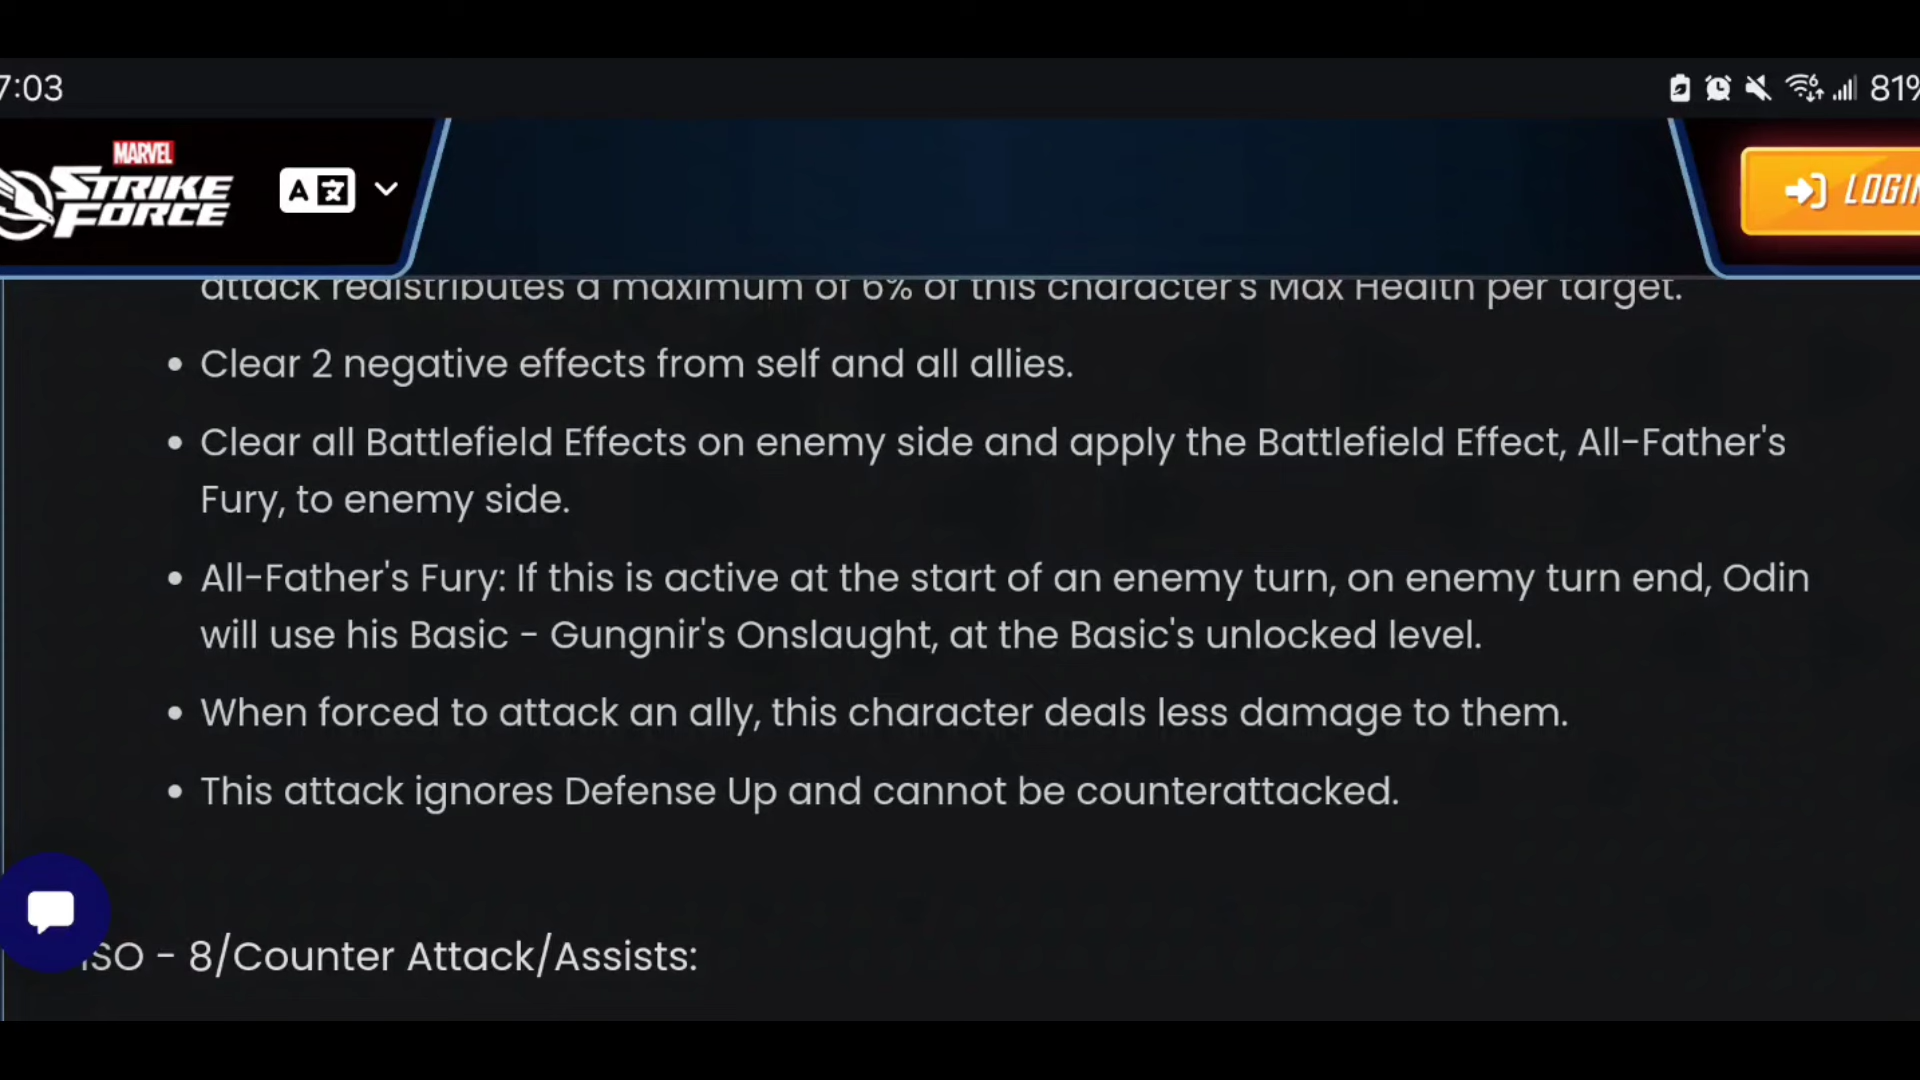 7:03
81%
MARVEL
STRIKE
FORCE
A
LOGIN
attack redistributes a maximum of 6% of this character's Max Health per target.
Clear 2 negative effects from self and all allies.
Clear all Battlefield Effects on enemy side and apply the Battlefield Effect, All-Father's
Fury, to enemy side.
All-Father's Fury: If this is active at the start of an enemy turn, on enemy turn end, Odin
will use his Basic - Gungnir's Onslaught, at the Basic's unlocked level.
When forced to attack an ally, this character deals less damage to them.
This attack ignores Defense Up and cannot be counterattacked.
ISO - 8/Counter Attack/Assists: